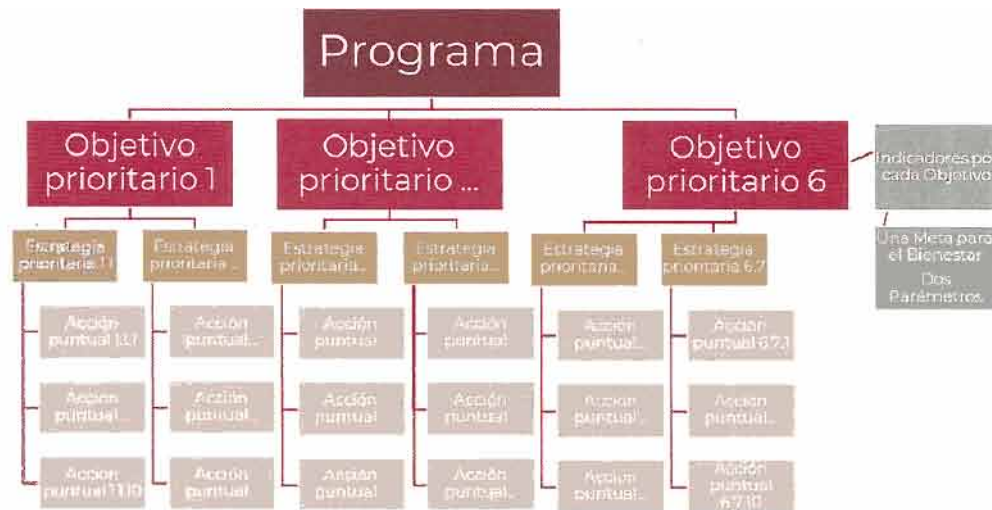 Programa
Objetivo
prioritario 1
Objetivo
prioritario ...
Objetivo
prioritario 6
Indicadores po
cada Objetivo
Una Meta para
el Bienestar
Dos
Parámetros
Estrategia
prioritaria 1.1
Estrategia
prioritaria ...
Estrategia
prioritaria...
Estrategia
prioritaria...
Estrategia
prioritaria...
Estrategia
prioritaria 6.7
Acción
puntual 1.1.1
Acción
puntual...
Acción
puntual
Acción
puntual
Acción
puntual...
Acción
puntual 6.7.1
Acción
puntual...
Acción
puntual...
Acción
puntual
Acción
puntual
Acción
puntual...
Acción
puntual...
Acción
puntual 1.1.10
Acción
puntual
Acción
puntual
Acción
puntual...
Acción
puntual...
Acción
puntual
6.7.10